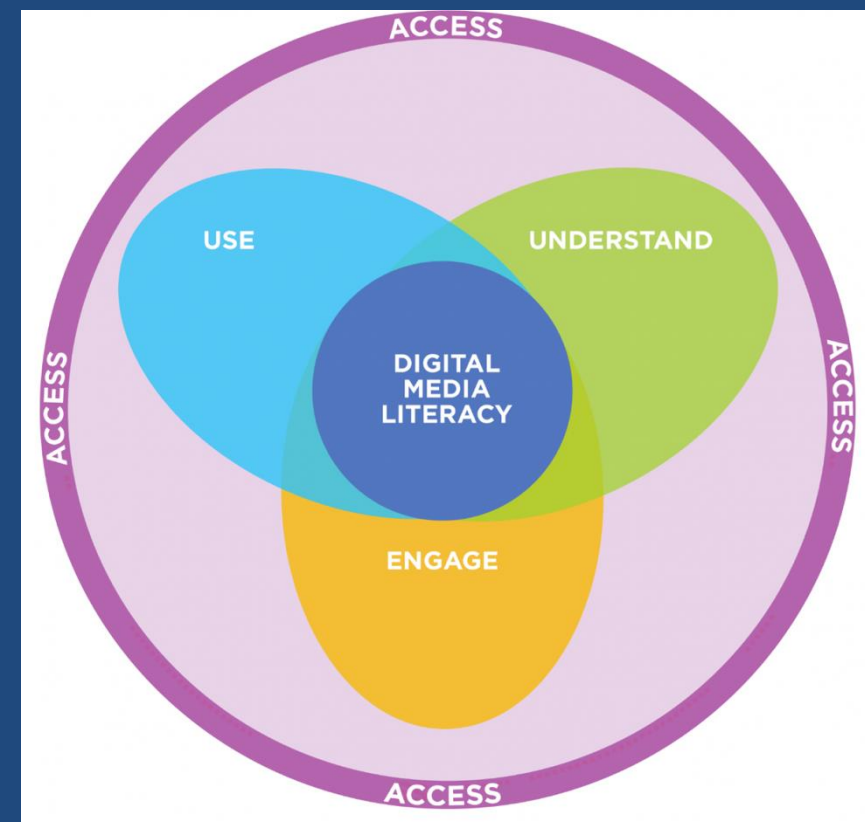 ACCESS
USE
UNDERSTAND
ACCESS
DIGITAL
MEDIA
LITERACY
ACCESS
ENGAGE
ACCESS